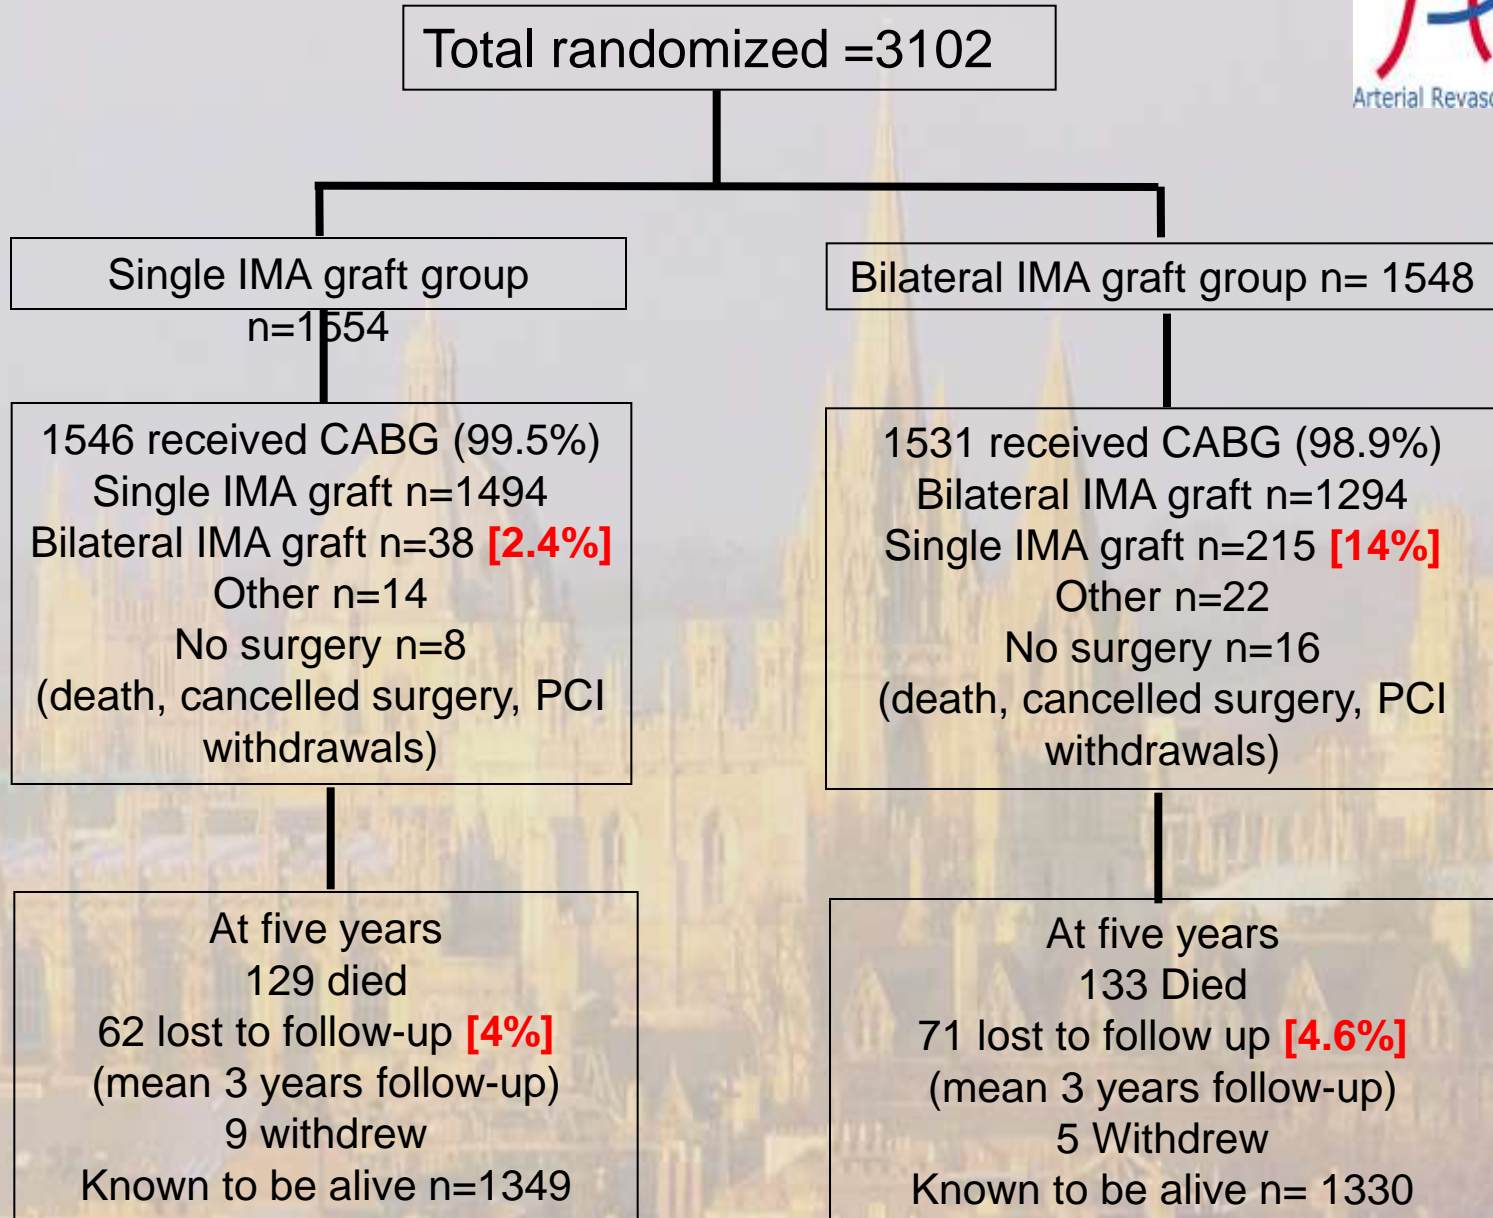 Total randomized =3102
Arterial
Single IMA graft group
n=1554
Bilateral IMA graft group n= 1548
1546 received CABG (99.5%)
Single IMA graft n=1494
Bilateral IMA graft n=38 [2.4%]
Other n=14
No surgery n=8
(death, cancelled surgery, PCI
withdrawals)
1531 received CABG (98.9%)
Bilateral IMA graft n=1294
Single IMA graft n=215 [14%]
Other n=22
No surgery n=16
(death, cancelled surgery, PCI
withdrawals)
At five years
129 died
62 lost to follow-up [4%]
(mean 3 years follow-up)
9 withdrew
Known to be alive n=1349
At five years
133 Died
71 lost to follow up [4.6%]
(mean 3 years follow-up)
5 Withdrew
Known to be alive n= 1330